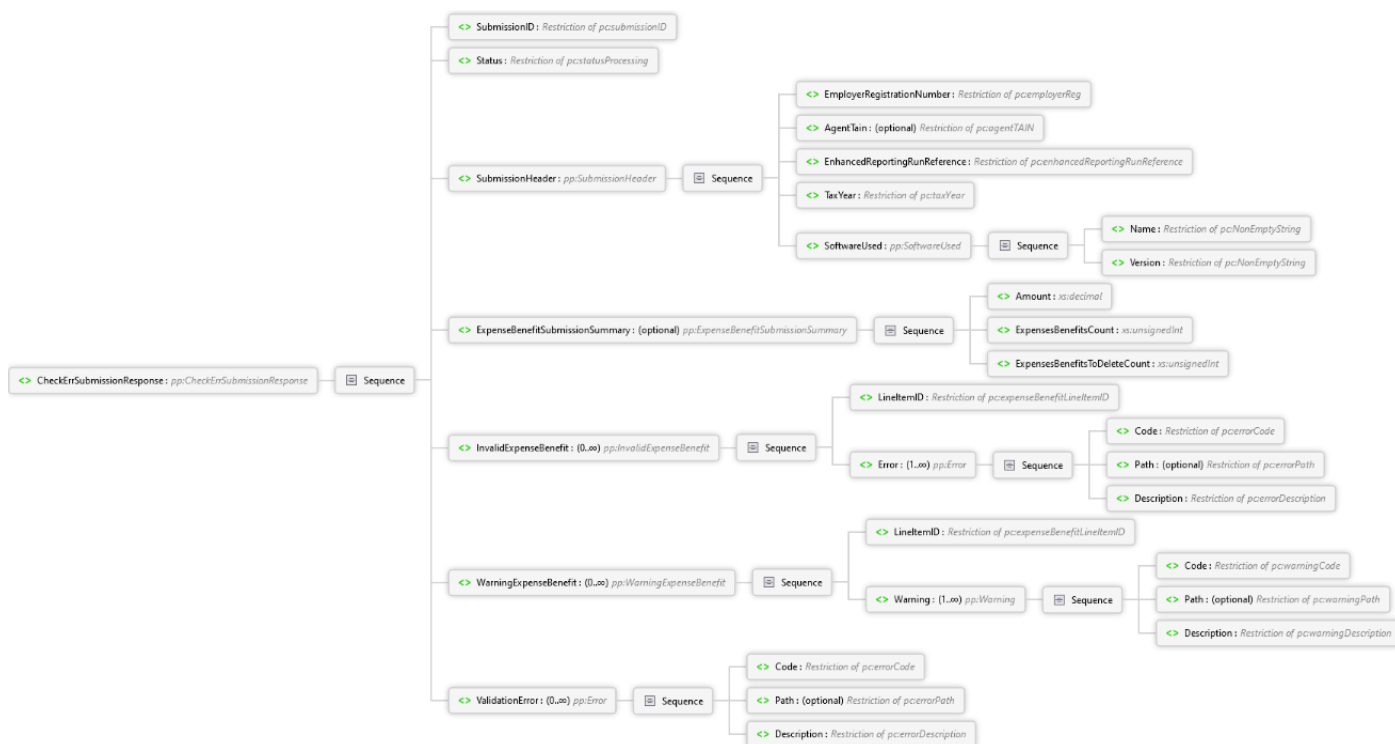 <> SubmissionID : Restriction of pc:submissionID
<> Status : Restriction of pc:statusProcessing
<> EmployerRegistrationNumber : Restriction of pc:employerReg
<> AgentTain : (optional) Restriction of pc:agentTAIN
<> EnhancedReportingRunReference : Restriction of pc:enhancedReportingRunReference
<> SubmissionHeader : pp:SubmissionHeader
Sequence
<> TaxYear : Restriction of pc:taxYear
<> Name : Restriction of pc:NonEmptyString
<> SoftwareUsed : pp:SoftwareUsed
Sequence
<> Version : Restriction of pc:NonEmptyString
<> Amount : xs:decimal
<> ExpenseBenefitSubmissionSummary : (optional) pp:ExpenseBenefitSubmissionSummary
Sequence
<> ExpensesBenefitsCount : xs:unsignedInt
<> ExpensesBenefitsToDeleteCount : xs:unsignedInt
<> CheckErrSubmissionResponse : pp:CheckErrSubmissionResponse
Sequence
<> LineItemID : Restriction of pc:expenseBenefitLineItemID
<> Code : Restriction of pc:errorCode
<> InvalidExpenseBenefit : (0..∞) pp:InvalidExpenseBenefit
Sequence
<> Error : (1..∞) pp:Error
Sequence
<> Path : (optional) Restriction of pc:errorPath
<> Description : Restriction of pc:errorDescription
<> LineItemID : Restriction of pc:expenseBenefitLineItemID
<> Code : Restriction of pc:warningCode
<> WarningExpenseBenefit : (0..∞) pp:WarningExpenseBenefit
Sequence
<> Warning : (1..∞) pp:Warning
Sequence
<> Path : (optional) Restriction of pc:warningPath
<> Description : Restriction of pc:warningDescription
<> Code : Restriction of pc:errorCode
<> ValidationError : (0..∞) pp:Error
Sequence
<> Path : (optional) Restriction of pc:errorPath
<> Description : Restriction of pc:errorDescription